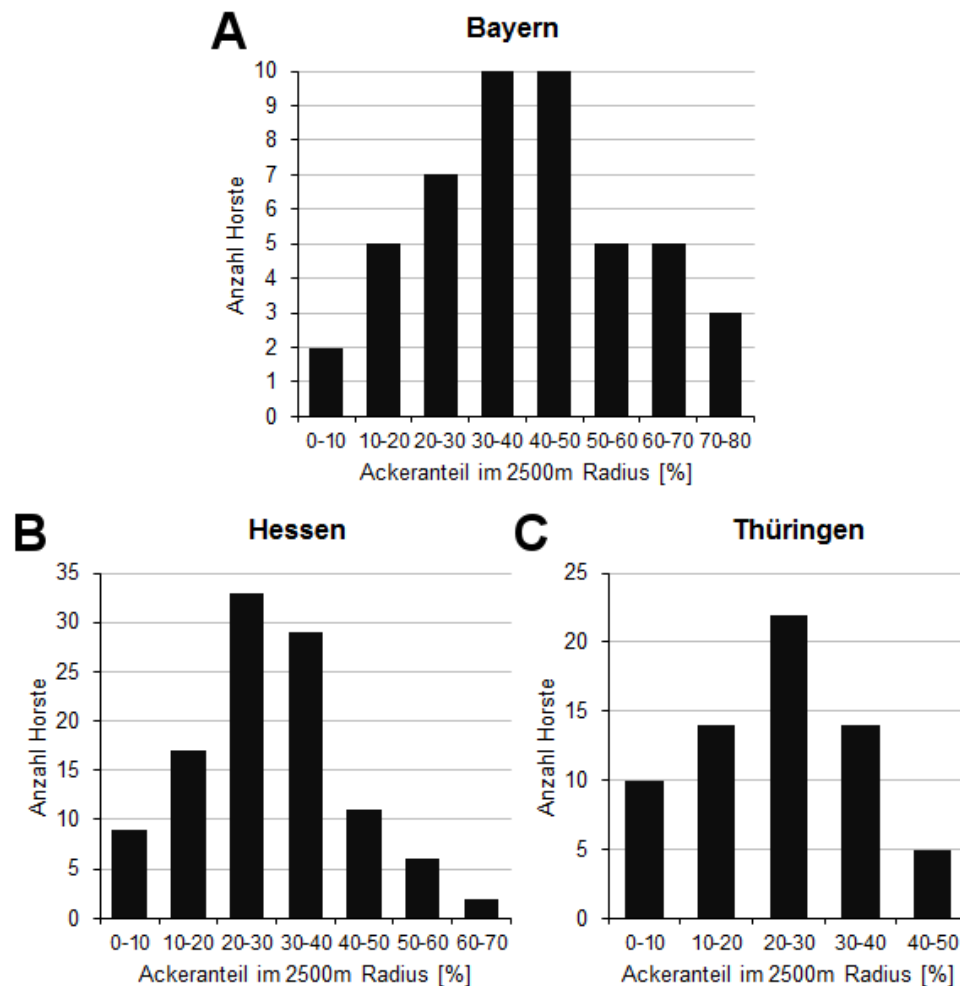 A
Bayern
Anzahl Horste
10
9
8
7
6
5
4
3
2
1
0
0-10 10-20 20-30 30-40 40-50 50-60 60-70 70-80
Ackeranteil im 2500m Radius [%]
B
Hessen
Anzahl Horste
35
30
25
20
15
10
5
0
0-10 10-20 20-30 30-40 40-50 50-60 60-70
Ackeranteil im 2500m Radius [%]
C
Thüringen
Anzahl Horste
25
20
15
10
5
0
0-10 10-20 20-30 30-40 40-50
Ackeranteil im 2500m Radius [%]